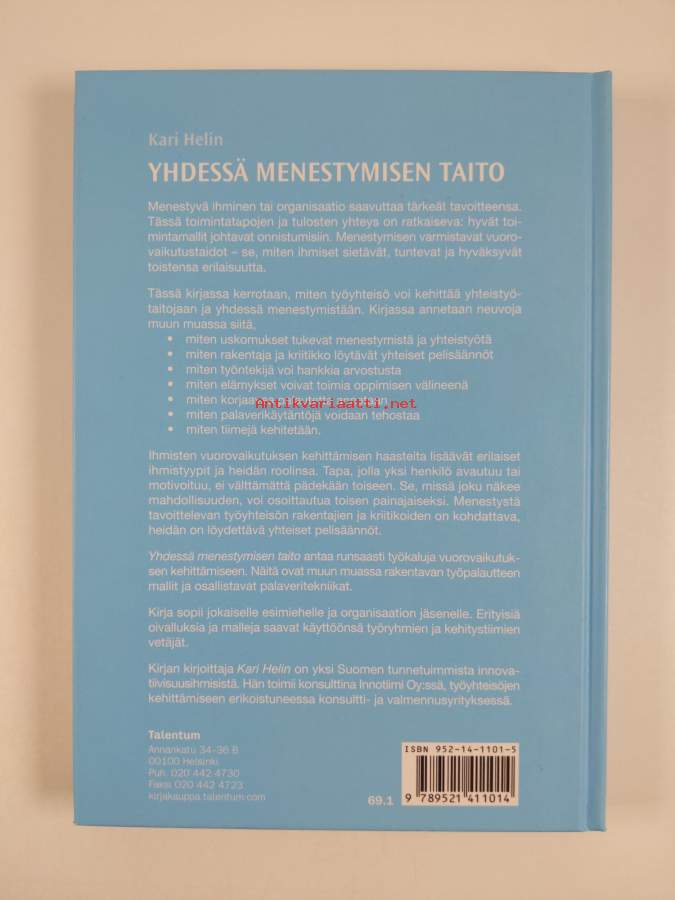 Kari Helin
YHDESSÄ MENESTYMISEN TAITO
Menestyvä ihminen tai organisaatio saavuttaa tärkeät tavoitteensa.
Tässä toimintatapojen ja tulosten yhteys on ratkaiseva: hyvät toi-
mintamallit johtavat onnistumisiin. Menestymisen varmistavat vuoro-
vaikutustaidot – se, miten ihmiset sietävät, tuntevat ja hyväksyvät
toistensa erilaisuutta.
Tässä kirjassa kerrotaan, miten työyhteisö voi kehittää yhteistyö-
taitojaan ja yhdessä menestymistään. Kirjassa annetaan neuvoja
muun muassa siitä,
• miten uskomukset tukevat menestymistä ja yhteistyötä
• miten rakentaja ja kriitikko löytävät yhteiset pelisäännöt
• miten työntekijä voi hankkia arvostusta
• miten elämykset voivat toimia oppimisen välineenä
• miten
Antikvariaatti.net
• miten palaverikäytäntöjä voidaan tehostaa
• miten tiimejä kehitetään.
Ihmisten vuorovaikutuksen kehittämisen haasteita lisäävät erilaiset
ihmistyypit ja heidän roolinsa. Tapa, jolla yksi henkilö avautuu tai
motivoituu, ei välttämättä pädekään toiseen. Se, missä joku näkee
mahdollisuuden, voi osoittautua toisen painajaiseksi. Menestystä
tavoittelevan työyhteisön rakentajien ja kriitikoiden on kohdattava,
heidän on löydettävä yhteiset pelisäännöt.
Yhdessä menestymisen taito antaa runsaasti työkaluja vuorovaikutuk-
sen kehittämiseen. Näitä ovat muun muassa rakentavan työpalautteen
mallit ja osallistavat palaveritekniikat.
Kirja sopii jokaiselle esimiehelle ja organisaation jäsenelle. Erityisiä
oivalluksia ja malleja saavat käyttöönsä työryhmien ja kehitystiimien
vetäjät.
Kirjan kirjoittaja Kari Helin on yksi Suomen tunnetuimmista innova-
tiivisuusihmisistä. Hän toimii konsulttina Innotiimi Oy:ssä, työyhteisöjen
kehittämiseen erikoistuneessa konsultti- ja valmennusyrityksessä.
Talentum
Annankatu 34–36 B
00100 Helsinki
Puh. 020 442 4730
Faksi 020 442 4723
kirjakauppa.talentum.com
69.1
ISBN 952-14-1101-5
9 789521 411014